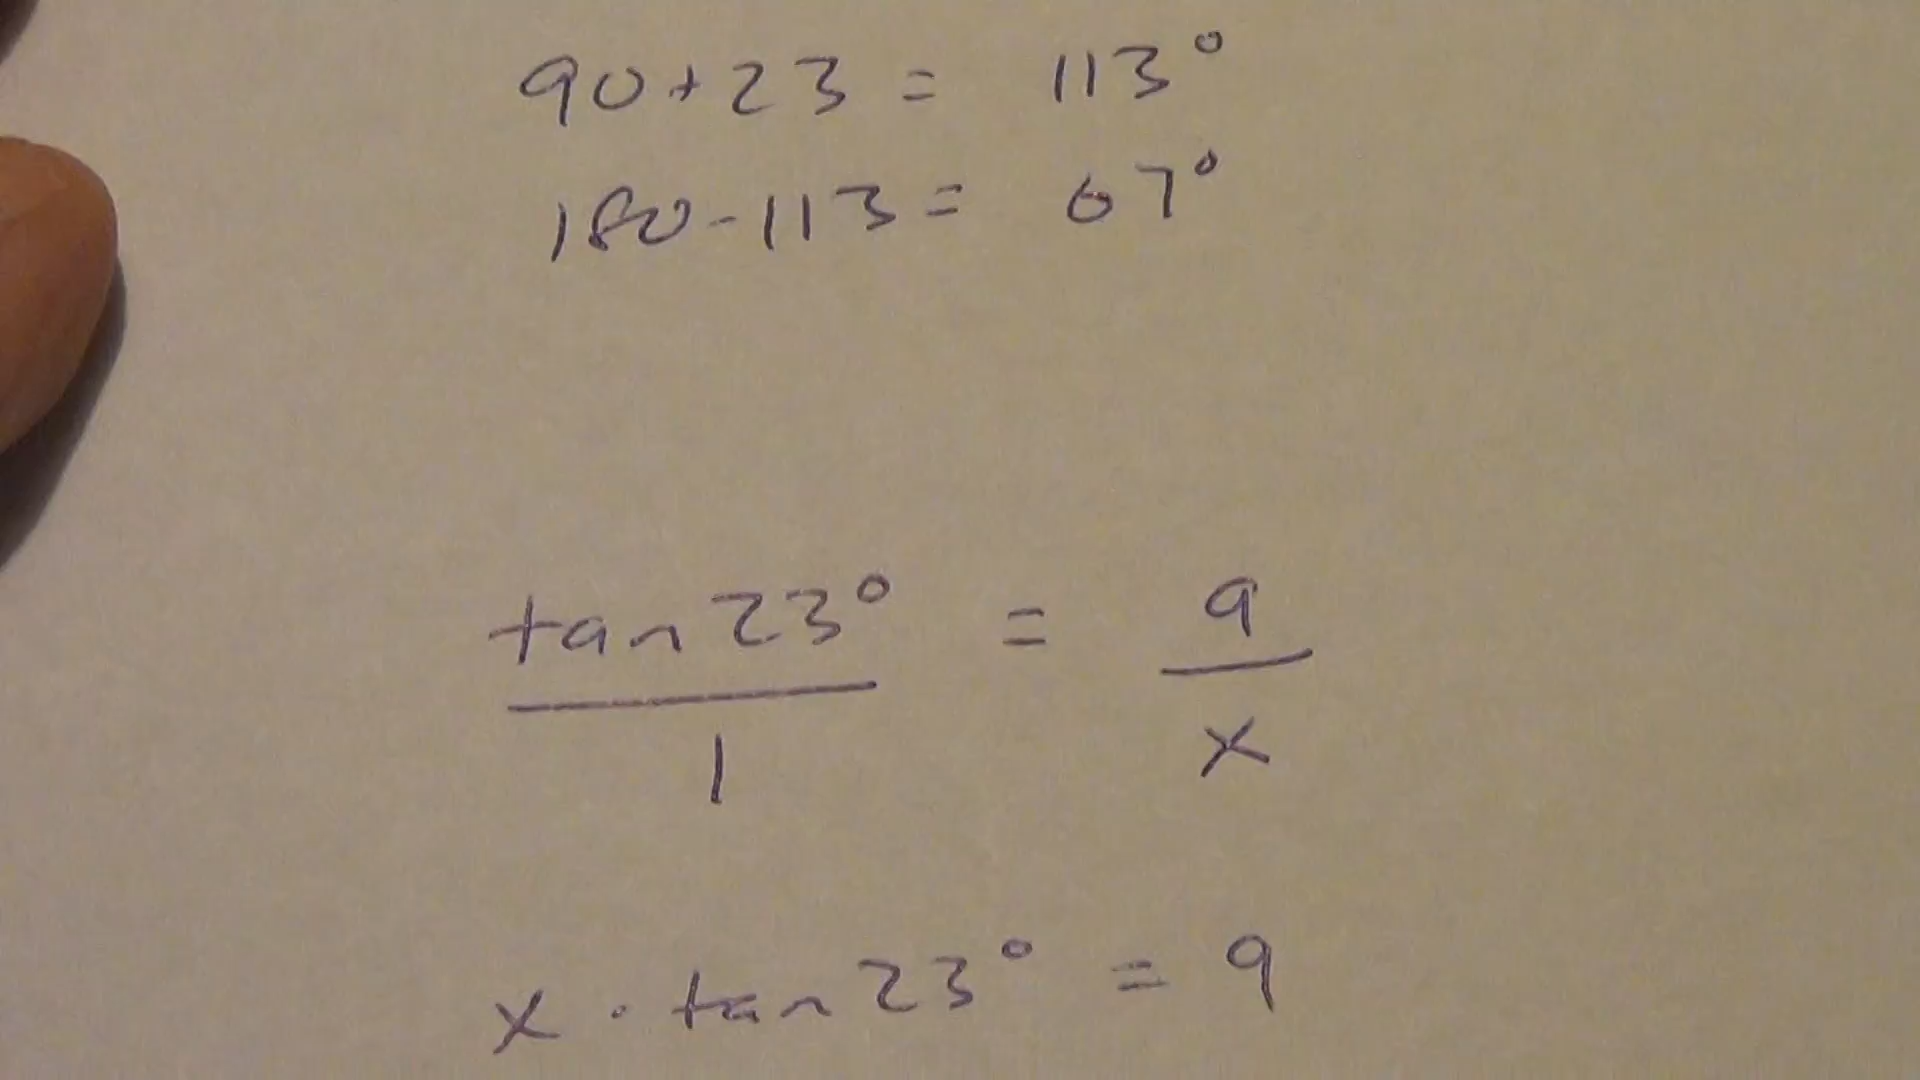 90+23 = 113°
180-113 = 67°
tan 23° = 9
1 x
x · tan 23° = 9